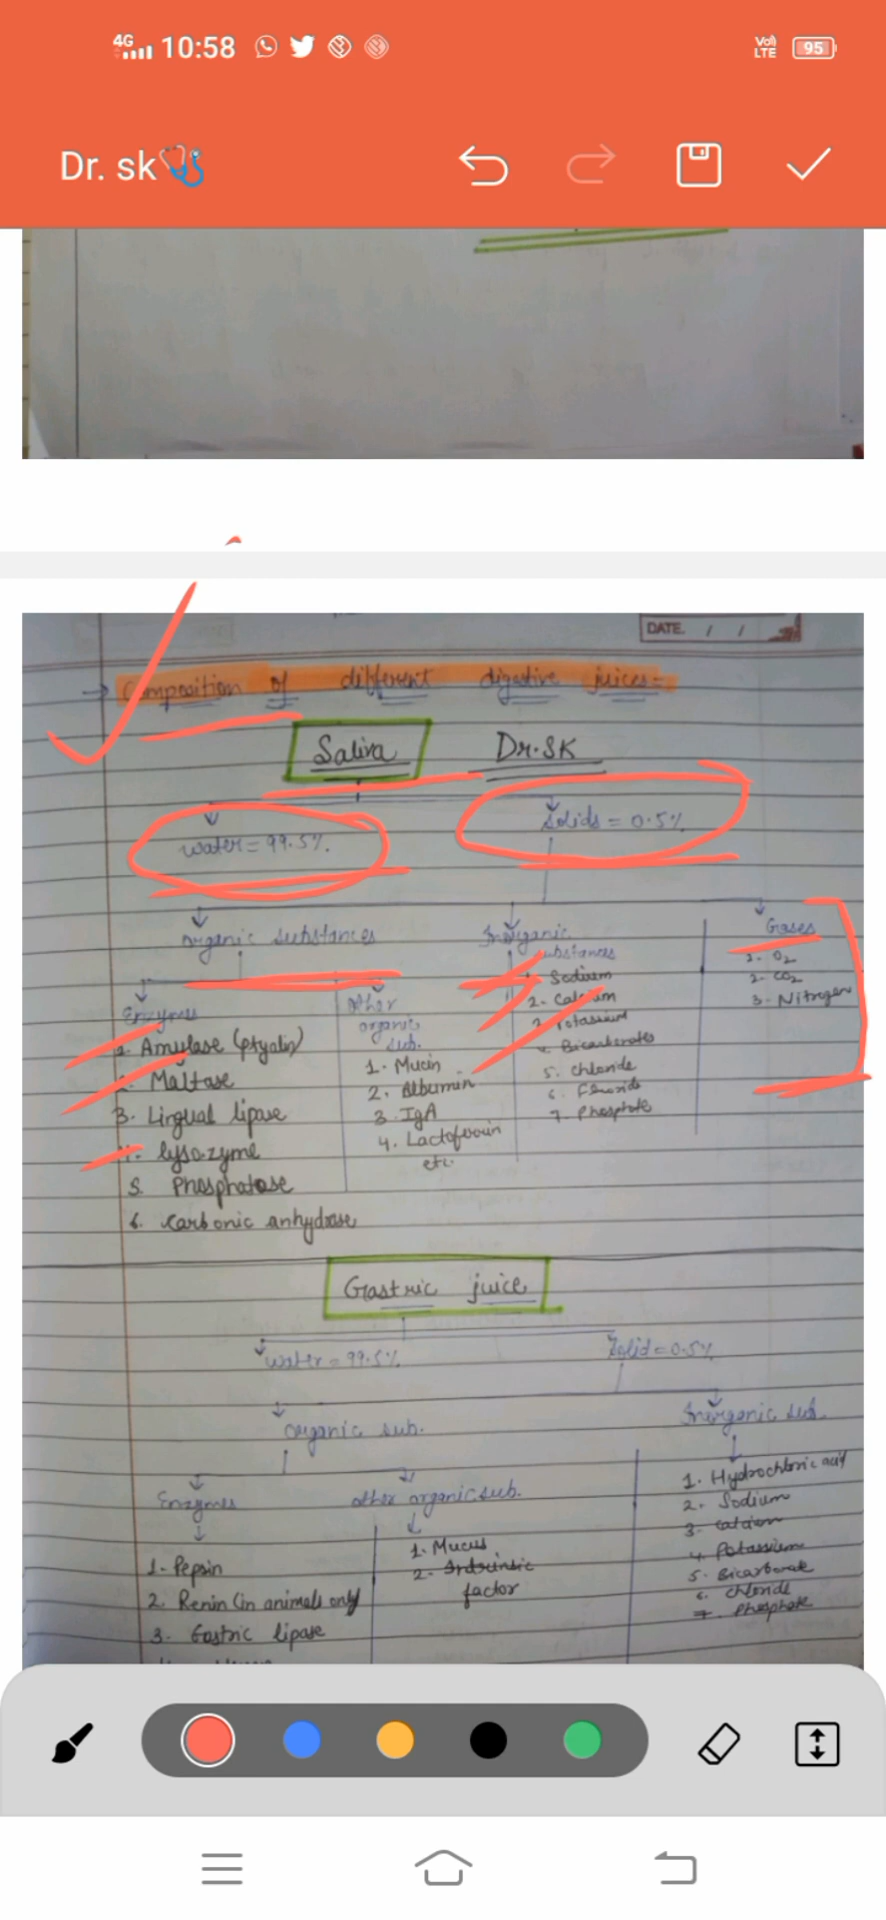 4G 10:58 Vo) LTE 95
Dr. sk
DATE. / /
→ Composition of different digestive juices=
Saliva Dr.SK
Water = 99.5%. Solids = 0.5%.
Organic substances Inorganic substances Gases
Enzymes
1. Amylase (ptyalin)
2. Maltase
3. Lingual lipase
4. lysozyme
5. Phosphatase
6. Carbonic anhydrase
Other organic sub.
1. Mucin
2. Albumin
3. IgA
4. Lactoferrin
etc.
1. Sodium
2. Calcium
3. Potassium
4. Bicarbonates
5. chloride
6. Fluoride
7. Phosphate
1. O2
2. CO2
3. Nitrogen
Gastric juice
Water = 99.5% Solid = 0.5%
Organic sub. Inorganic sub.
Enzymes other organic sub.
1. Pepsin
2. Renin (in animals only)
3. Gastric lipase
1. Mucus
2. Intrinsic
factor
1. Hydrochloric acid
2. Sodium
3. Calcium
4. Potassium
5. Bicarbonate
6. chloride
7. Phosphate